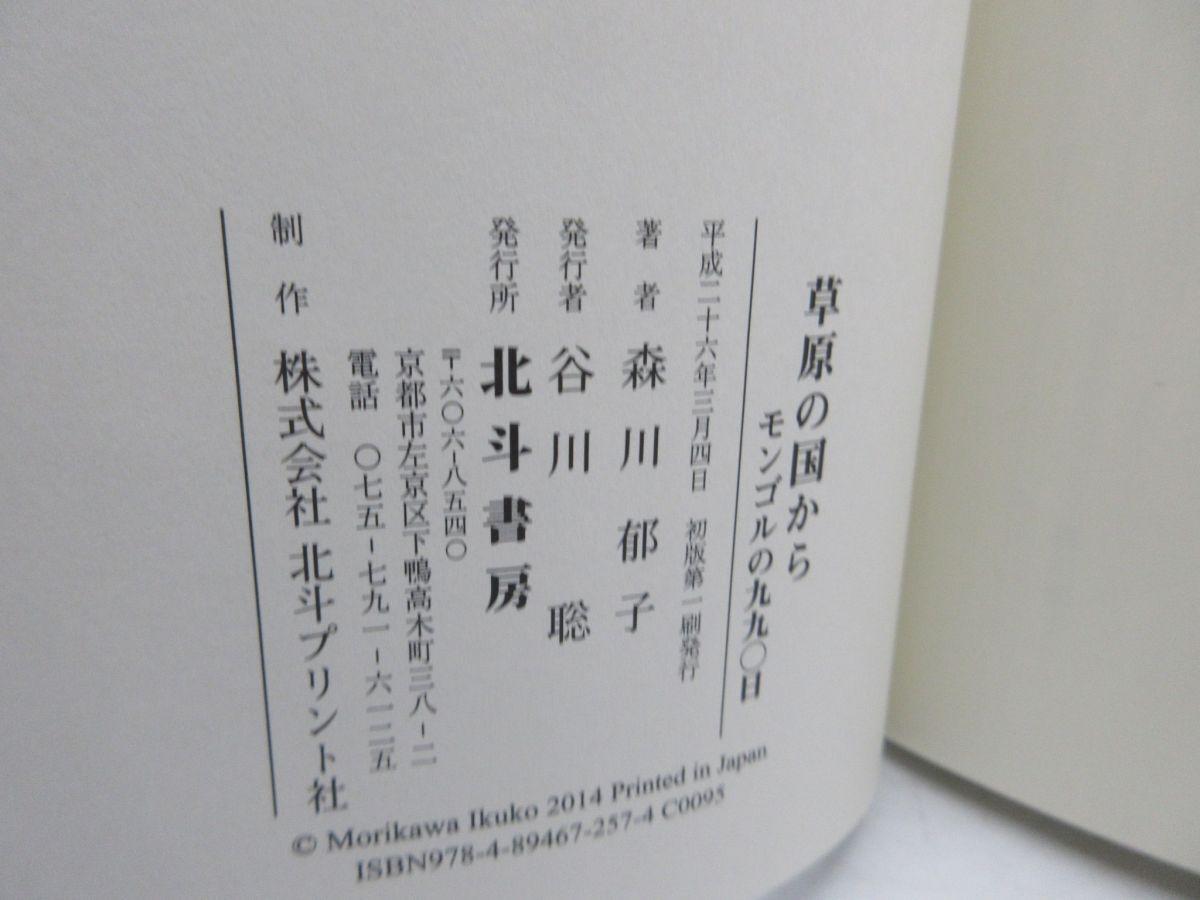 草原の国から
モンゴルの九九〇日
平成二十六年三月四日　初版第一刷発行
著者　森川郁子
発行者　谷川　聡
発行所　北斗書房
〒六〇六-八五四〇
京都市左京区下鴨高木町三八-二
電話　〇七五-七九一-六一二五
制作　株式会社 北斗プリント社
© Morikawa Ikuko 2014 Printed in Japan
ISBN978-4-89467-257-4 C0095